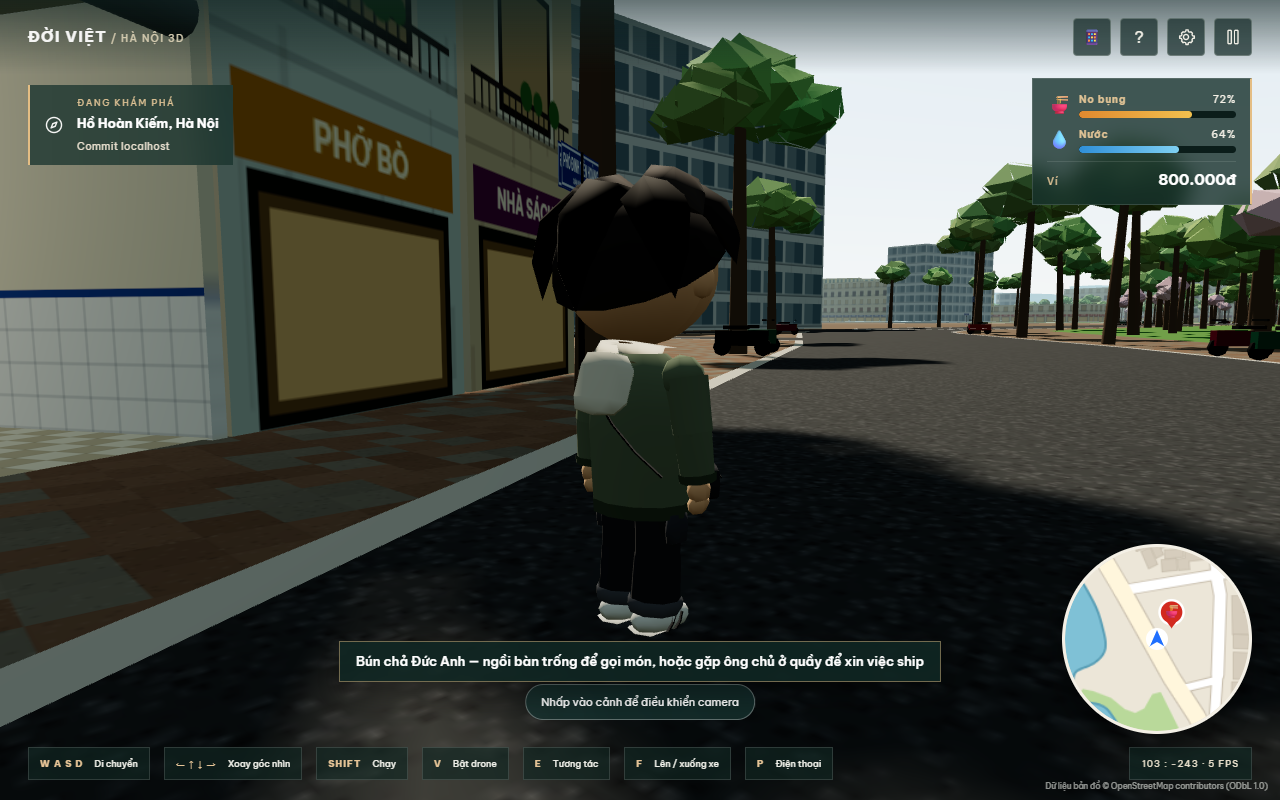 ĐỜI VIỆT / HÀ NỘI 3D
?
ĐANG KHÁM PHÁ
Hồ Hoàn Kiếm, Hà Nội
Commit localhost
No bụng 72%
Nước 64%
Ví 800.000đ
PHỞ BÒ
NHÀ SÁCH
Bún chả Đức Anh — ngồi bàn trống để gọi món, hoặc gặp ông chủ ở quầy để xin việc ship
Nhấp vào cảnh để điều khiển camera
W A S D Di chuyển
←↑↓→ Xoay góc nhìn
SHIFT Chạy
V Bật drone
E Tương tác
F Lên / xuống xe
P Điện thoại
103 : -243 · 5 FPS
Dữ liệu bản đồ © OpenStreetMap contributors (ODbL 1.0)